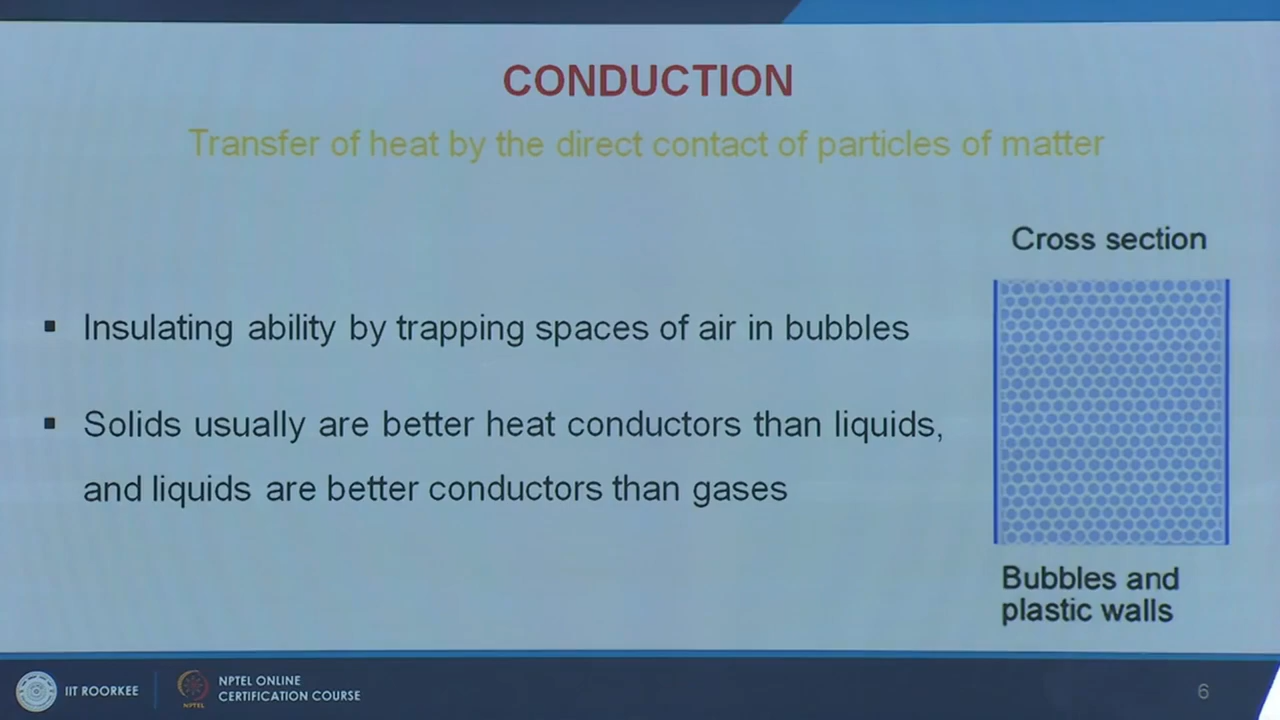 CONDUCTION
Transfer of heat by the direct contact of particles of matter
Cross section
▪ Insulating ability by trapping spaces of air in bubbles
▪ Solids usually are better heat conductors than liquids,
and liquids are better conductors than gases
Bubbles and
plastic walls
IIT ROORKEE
NPTEL
NPTEL ONLINE
CERTIFICATION COURSE
6